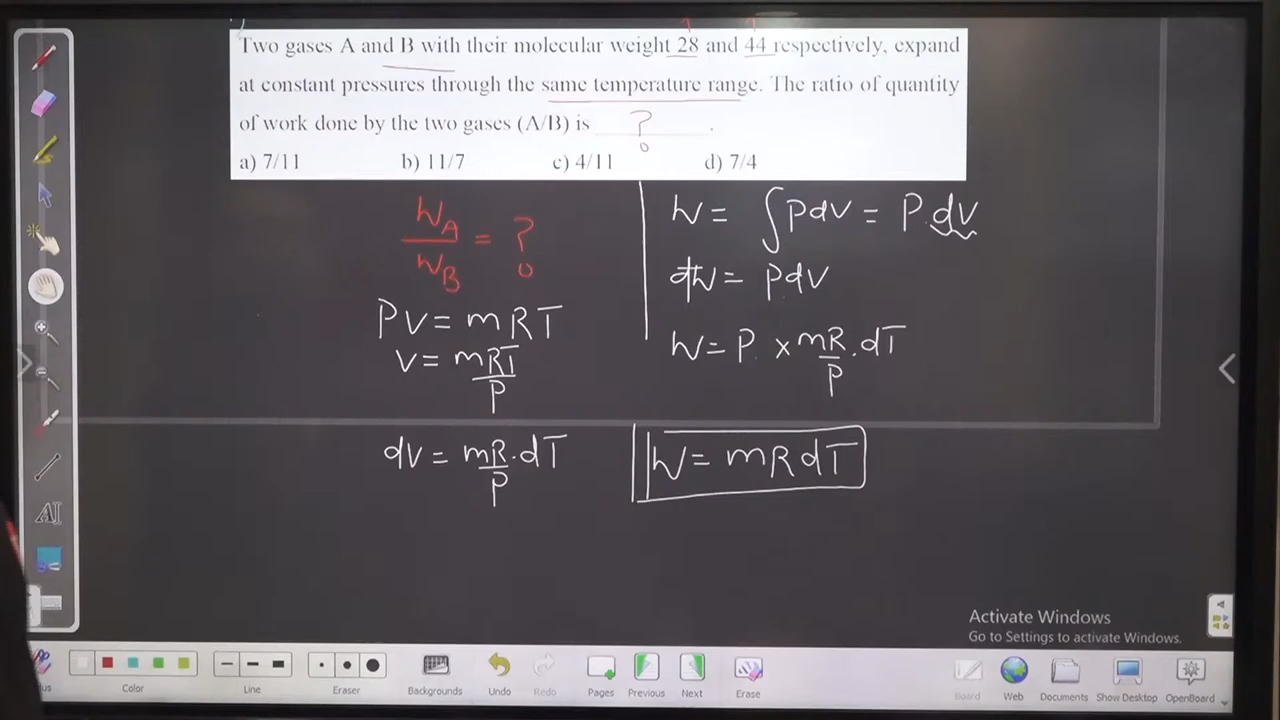 Two gases A and B with their molecular weight 28 and 44 respectively, expand
at constant pressures through the same temperature range. The ratio of quantity
of work done by the two gases (A/B) is ________ ?
a) 7/11 b) 11/7 c) 4/11 d) 7/4
W_A / W_B = ?
PV = mRT
V = mRT/P
dV = mR/P . dT
W = ∫PdV = P.dV
dW = PdV
W = P × mR/P . dT
W = mRdT
Activate Windows
Go to Settings to activate Windows.
Color Line Eraser Backgrounds Undo Redo Pages Previous Next Erase Board Web Documents Show Desktop OpenBoard